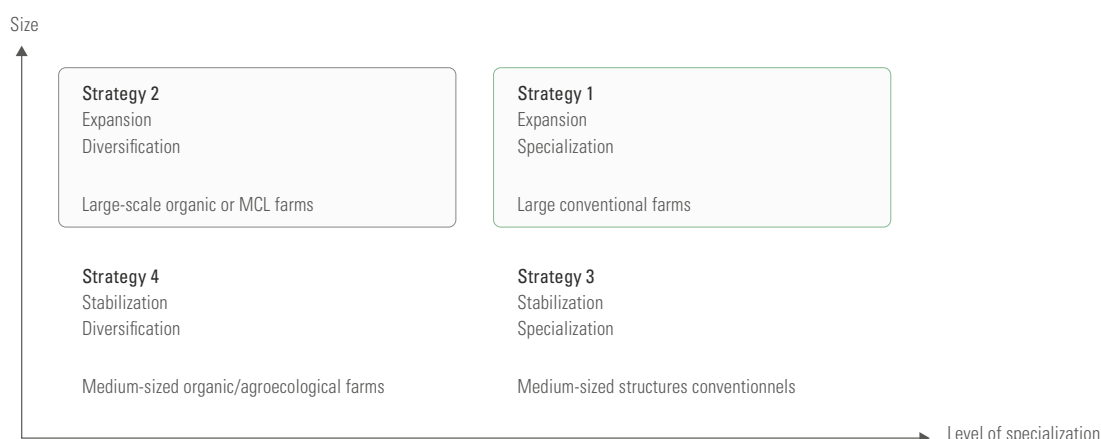 Size
Strategy 2
Expansion
Diversification
Large-scale organic or MCL farms
Strategy 1
Expansion
Specialization
Large conventional farms
Strategy 4
Stabilization
Diversification
Medium-sized organic/agroecological farms
Strategy 3
Stabilization
Specialization
Medium-sized structures conventionnels
Level of specialization